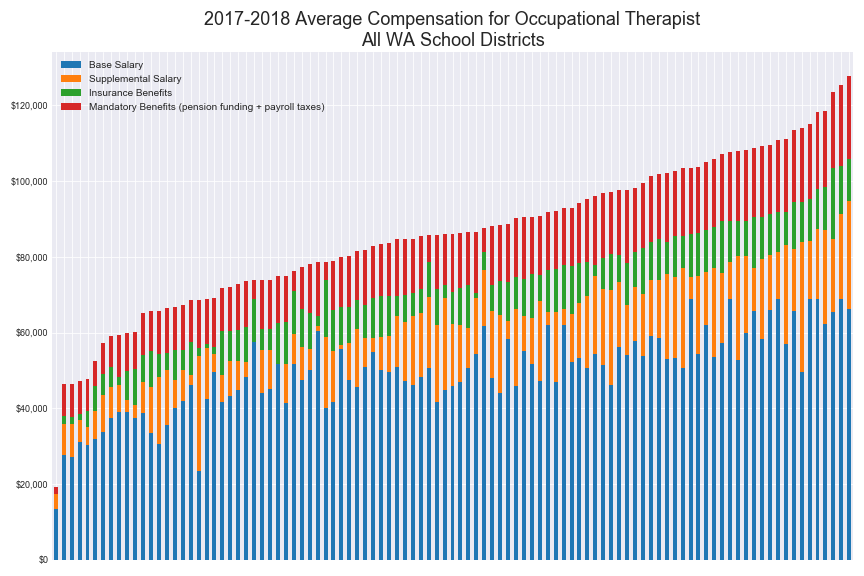 2017-2018 Average Compensation for Occupational Therapist
All WA School Districts
Base Salary
Supplemental Salary
Insurance Benefits
Mandatory Benefits (pension funding + payroll taxes)
$120,000
$100,000
$80,000
$60,000
$40,000
$20,000
$0